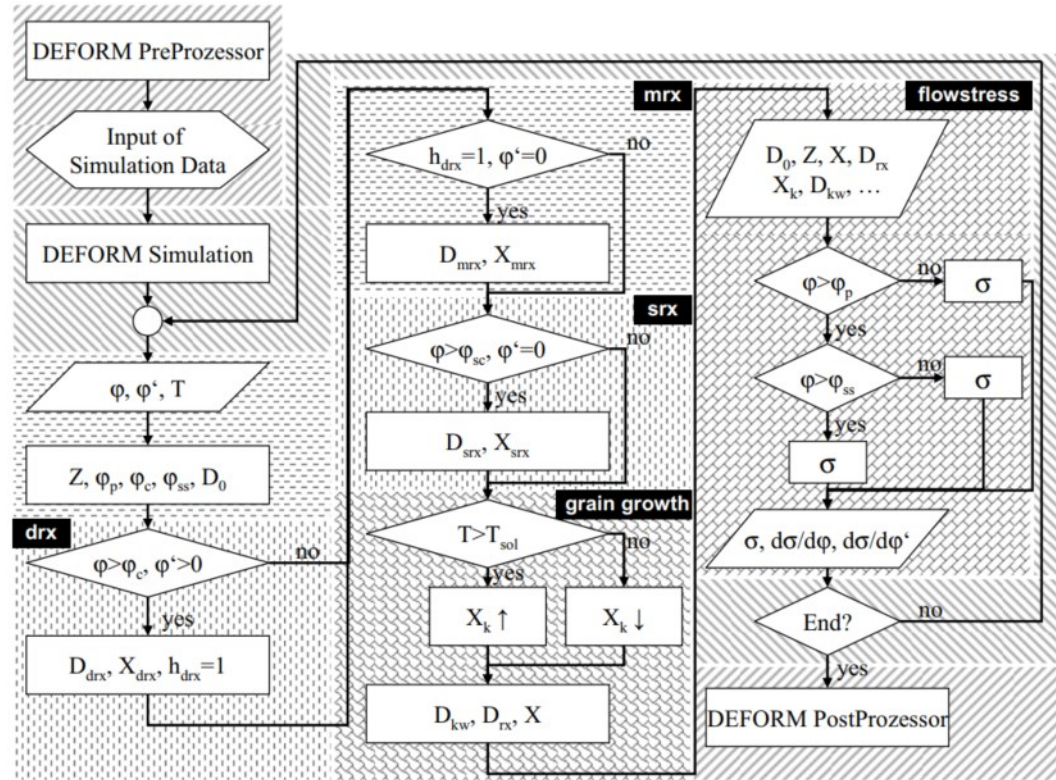 DEFORM PreProzessor
Input of
Simulation Data
DEFORM Simulation
φ, φ‘, T
Z, φp, φc, φss, D0
drx
φ>φc, φ‘>0
no
yes
Ddrx, Xdrx, hdrx=1
mrx
hdrx=1, φ‘=0
no
yes
Dmrx, Xmrx
srx
φ>φsc, φ‘=0
no
yes
Dsrx, Xsrx
grain growth
T>Tsol
no
yes
Xk ↑
Xk ↓
Dkw, Drx, X
flowstress
D0, Z, X, Drx
Xk, Dkw, …
φ>φp
no
σ
yes
φ>φss
no
σ
yes
σ
σ, dσ/dφ, dσ/dφ‘
End?
no
yes
DEFORM PostProzessor